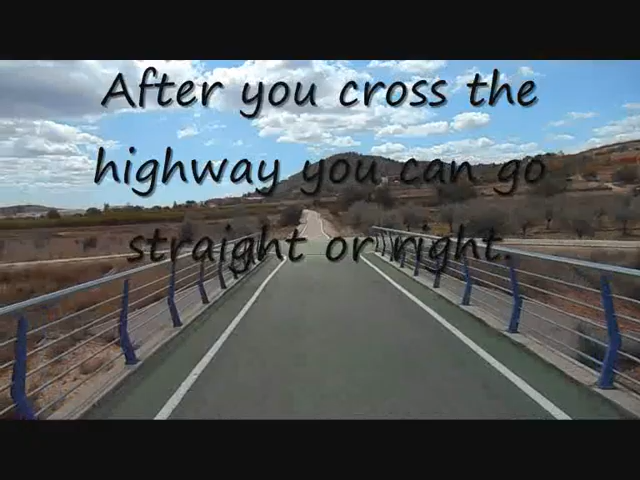 After you cross the
highway you can go
straight or right.